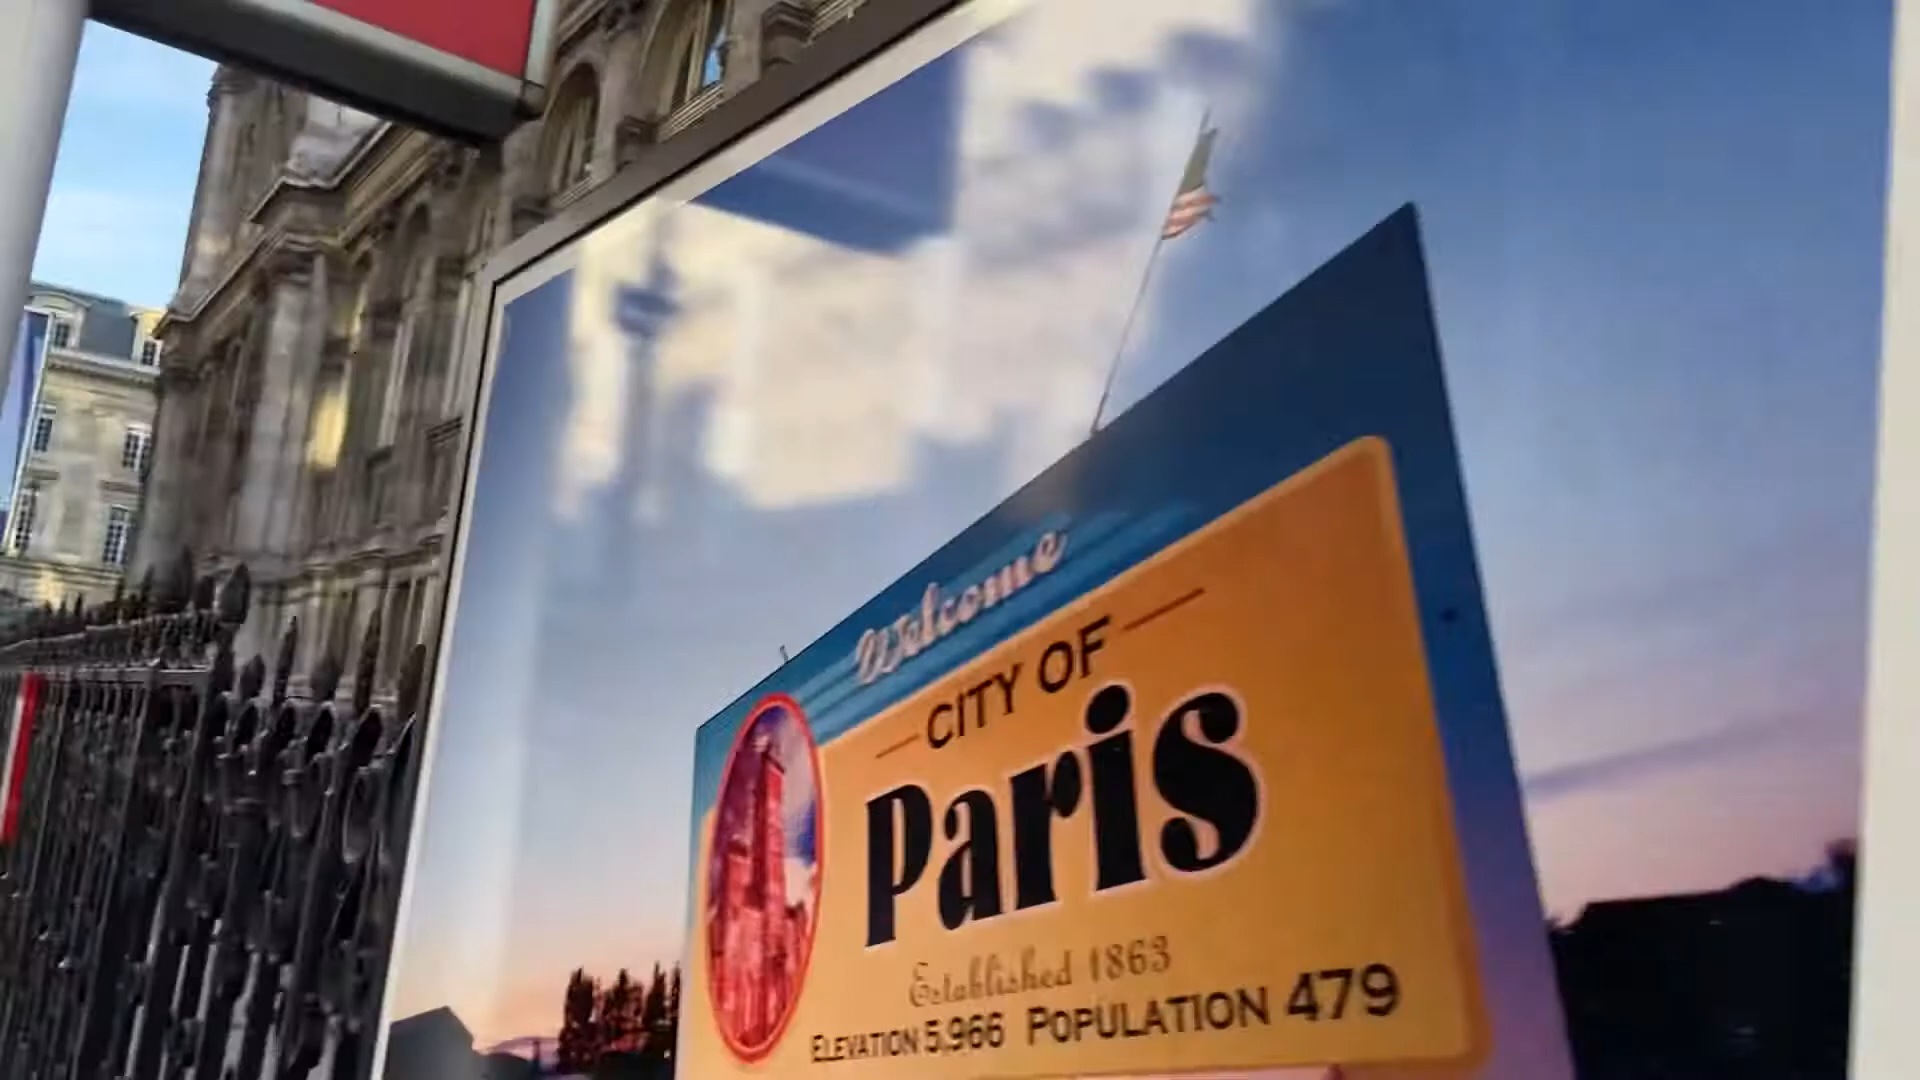 Welcome
CITY OF
Paris
Established 1863
ELEVATION 5,966 POPULATION 479